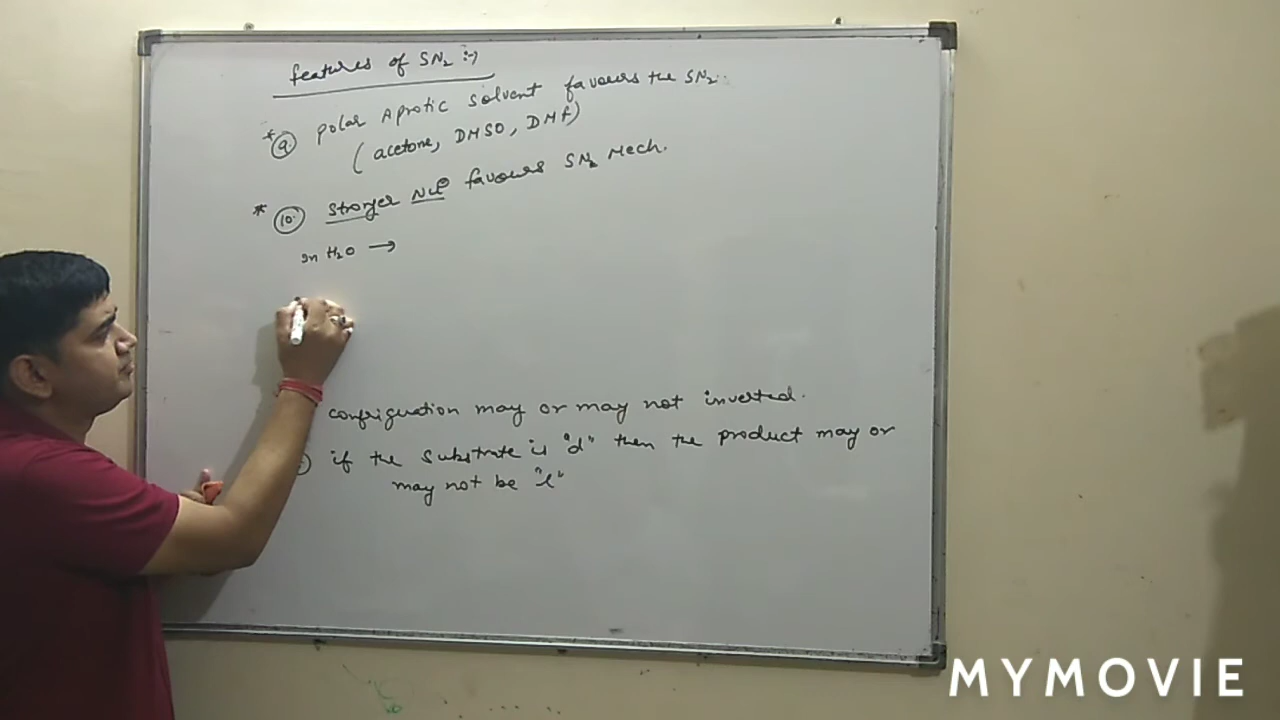 features of SN2 :-
* 9 polar Aprotic solvent favours the SN2.
(acetone, DMSO, DMF)
* 10. Stronger Nu⊖ favours SN2 Mech.
In H2O →
configuration may or may not inverted.
if the substrate is "d" then the product may or
may not be "l"
MYMOVIE